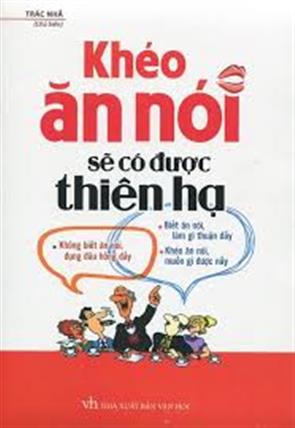 TRÁC NHÃ
(Chủ biên)
Khéo
ăn nói
sẽ có được
thiên hạ
• Không biết ăn nói,
đụng đâu hỏng đấy
• Biết ăn nói,
làm gì thuận đấy
• Khéo ăn nói,
muốn gì được nấy
vh NHÀ XUẤT BẢN VĂN HỌC